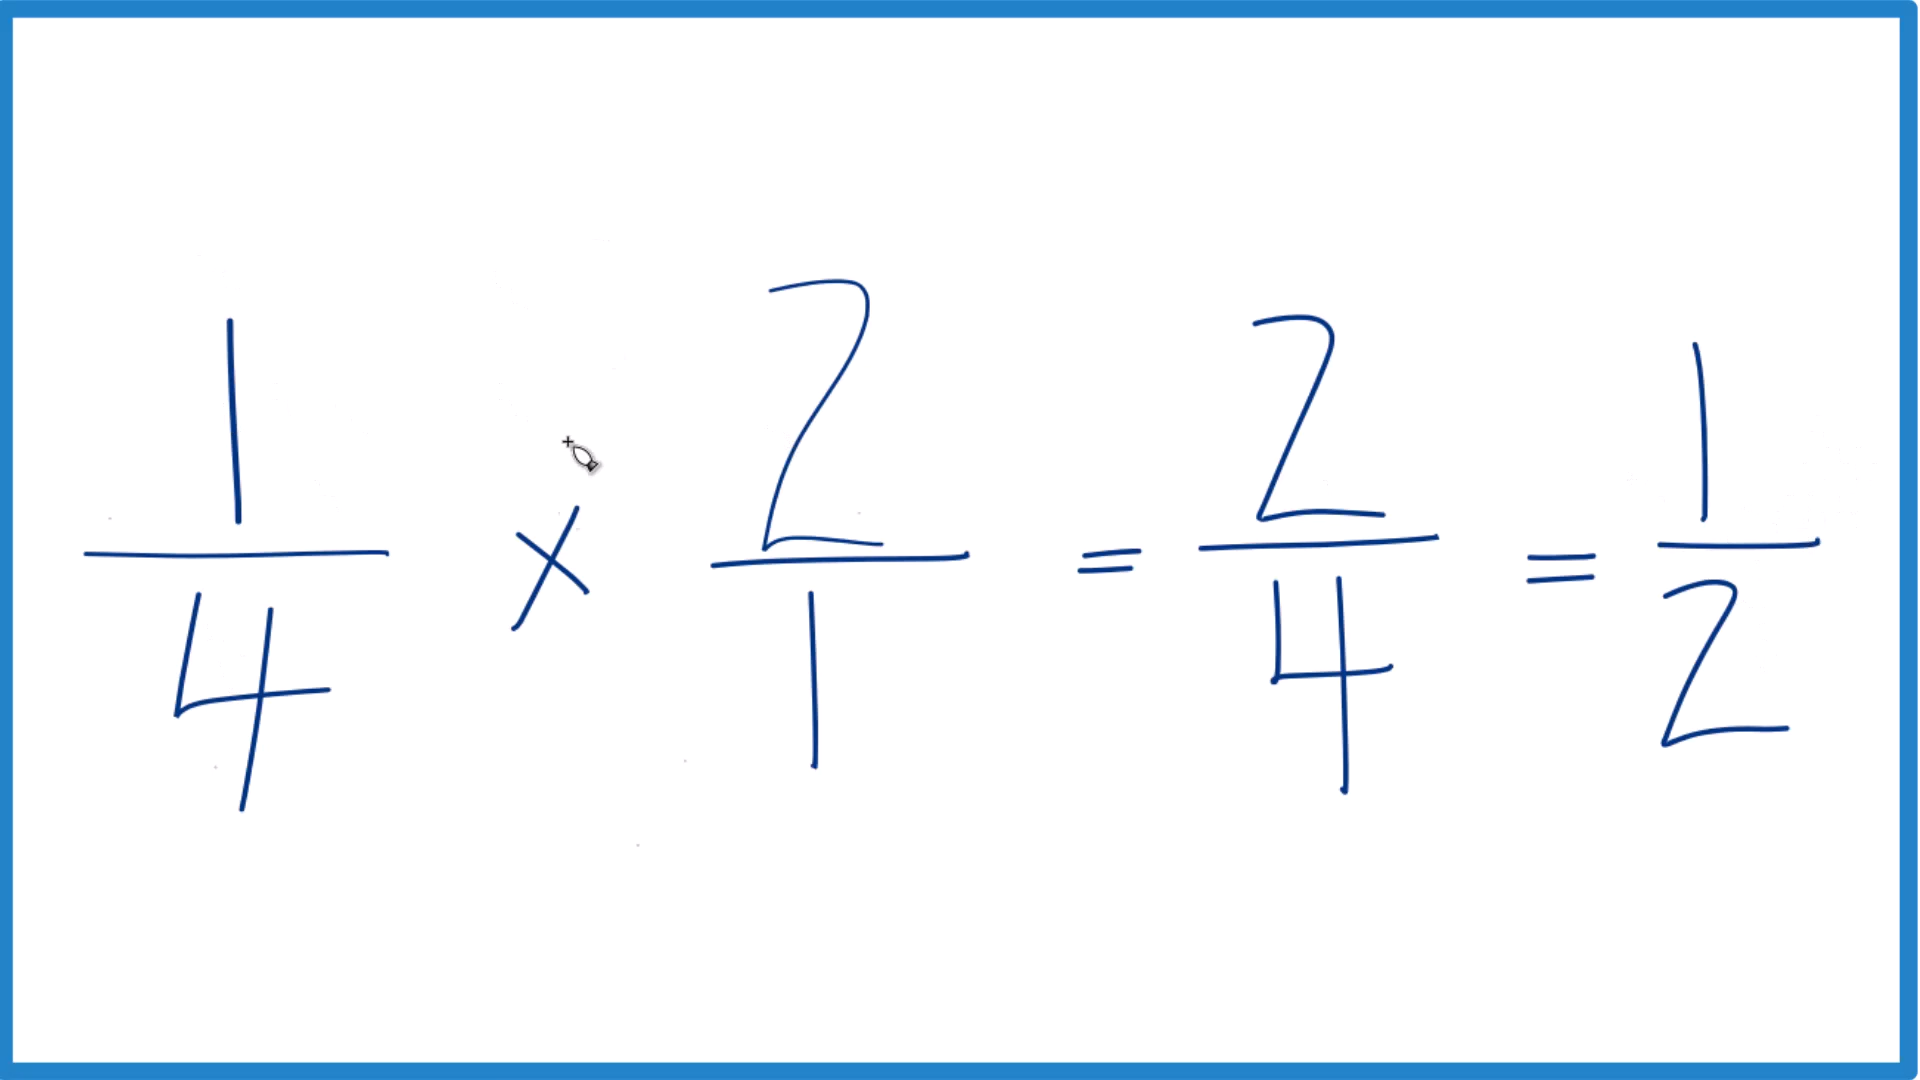 1/4 × 2/1 = 2/4 = 1/2